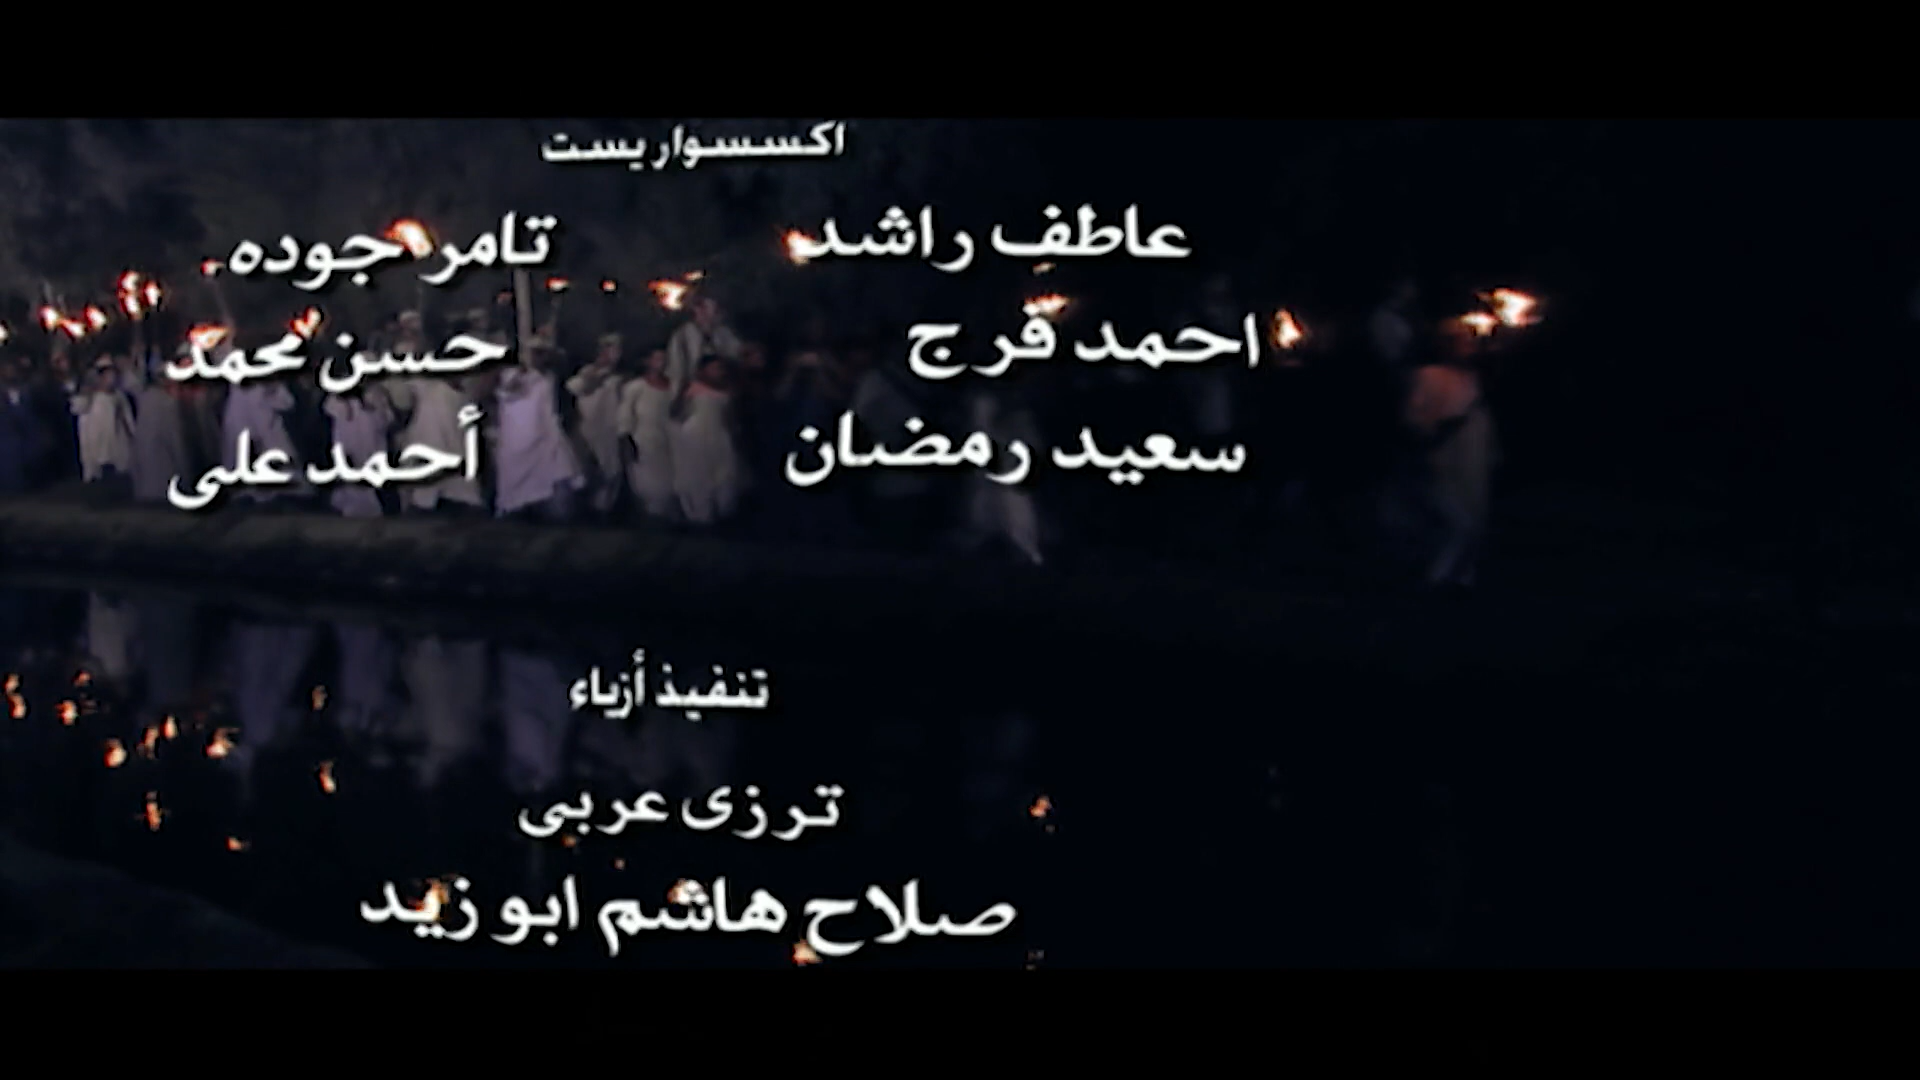 اكسسواريست
عاطف راشد تامر جوده
احمد فرج حسن محمد
سعيد رمضان أحمد على
تنفيذ أزياء
ترزى عربى
صلاح هاشم ابو زيد